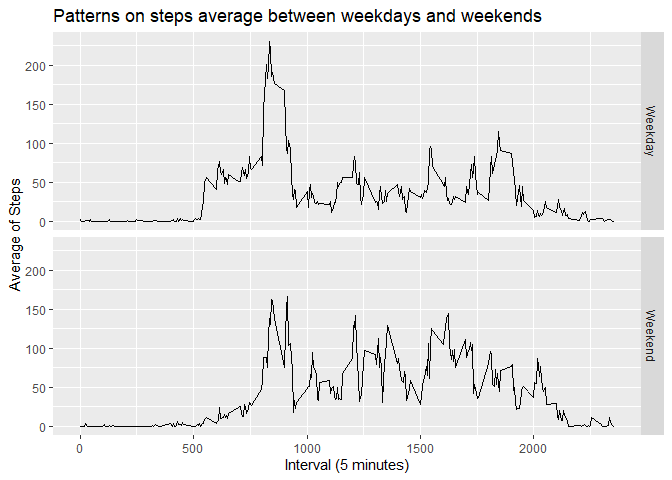 Patterns on steps average between weekdays and weekends
Average of Steps
200
150
100
50
0
Weekday
200
150
100
50
0
Weekend
0 500 1000 1500 2000
Interval (5 minutes)